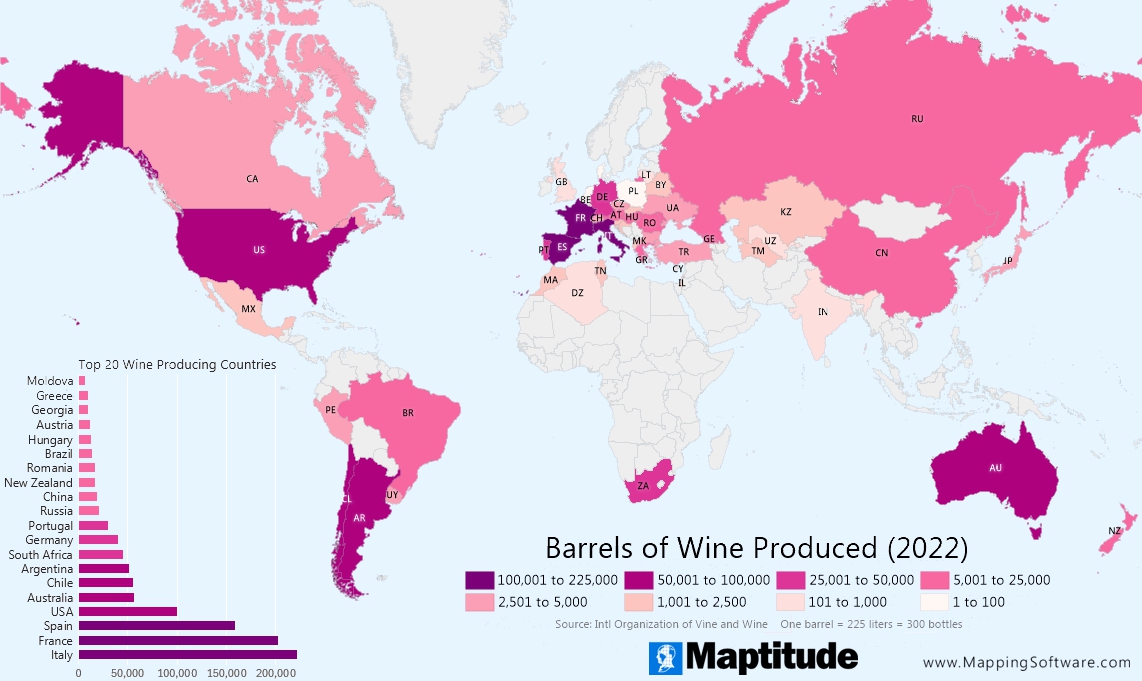 RU
CA
US
MX
GB
LT
BY
PL
BE
DE
CZ
UA
FR
CH
AT
HU
RO
IT
PT
ES
MK
GE
GR
TR
KZ
UZ
TM
CN
JP
CY
IL
MA
TN
DZ
IN
PE
BR
UY
AR
ZA
AU
NZ
Top 20 Wine Producing Countries
Moldova
Greece
Georgia
Austria
Hungary
Brazil
Romania
New Zealand
China
Russia
Portugal
Germany
South Africa
Argentina
Chile
Australia
USA
Spain
France
Italy
0 50,000 100,000 150,000 200,000
Barrels of Wine Produced (2022)
100,001 to 225,000 50,001 to 100,000 25,001 to 50,000 5,001 to 25,000
2,501 to 5,000 1,001 to 2,500 101 to 1,000 1 to 100
Source: Intl Organization of Vine and Wine One barrel = 225 liters = 300 bottles
Maptitude
www.MappingSoftware.com